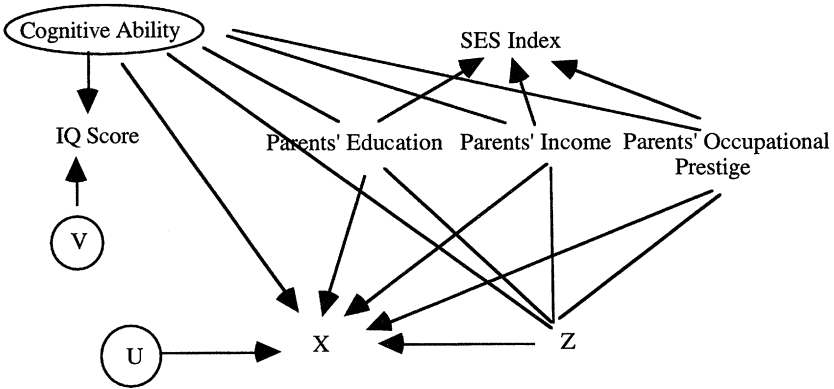 Cognitive Ability
SES Index
IQ Score
Parents' Education
Parents' Income
Parents' Occupational
Prestige
V
U
X
Z